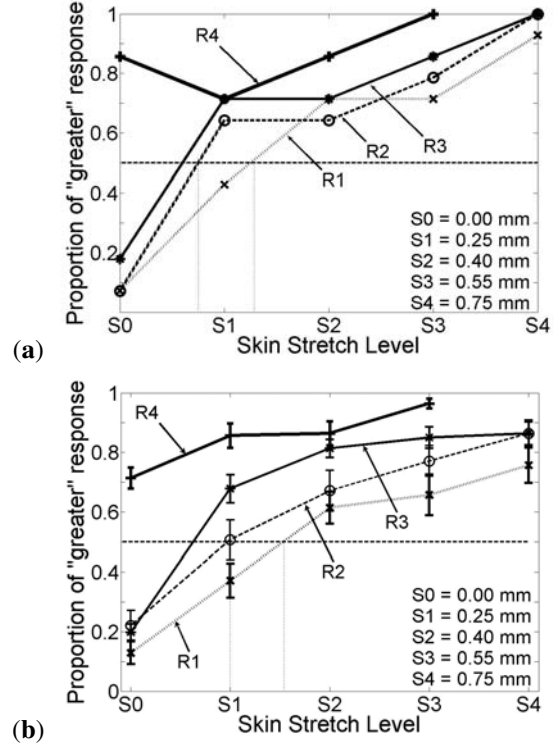 1
0.8
0.6
0.4
0.2
Proportion of "greater" response
R4
R3
R2
R1
S0 = 0.00 mm
S1 = 0.25 mm
S2 = 0.40 mm
S3 = 0.55 mm
S4 = 0.75 mm
S0 S1 S2 S3 S4
Skin Stretch Level
(a)
1
0.8
0.6
0.4
0.2
0
Proportion of "greater" response
R4
R3
R2
R1
S0 = 0.00 mm
S1 = 0.25 mm
S2 = 0.40 mm
S3 = 0.55 mm
S4 = 0.75 mm
S0 S1 S2 S3 S4
Skin Stretch Level
(b)